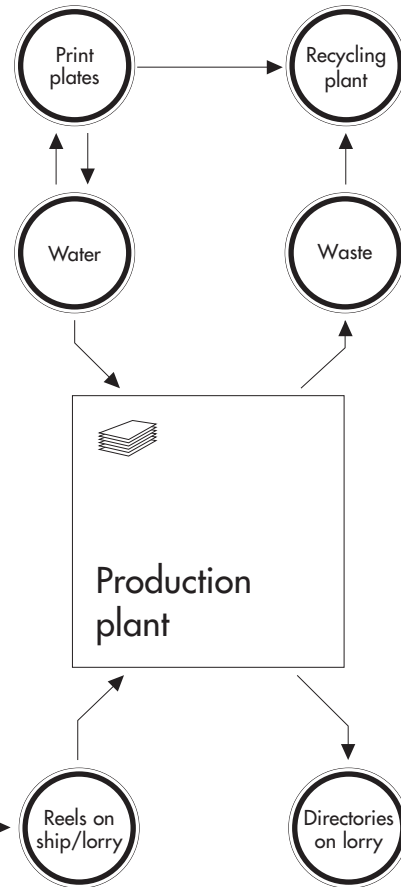 Print
plates
Recycling
plant
Water
Waste
Production
plant
Reels on
ship/lorry
Directories
on lorry